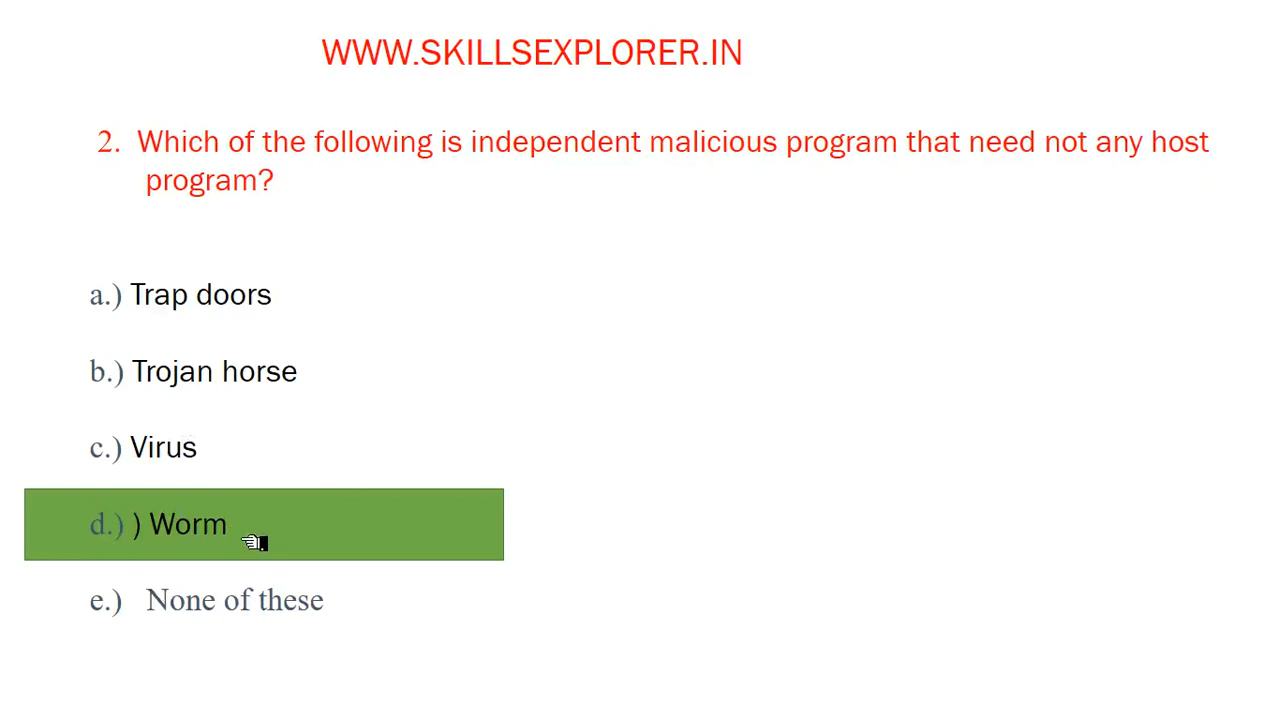 WWW.SKILLSEXPLORER.IN
2. Which of the following is independent malicious program that need not any host
program?
a.) Trap doors
b.) Trojan horse
c.) Virus
d.) ) Worm
e.) None of these